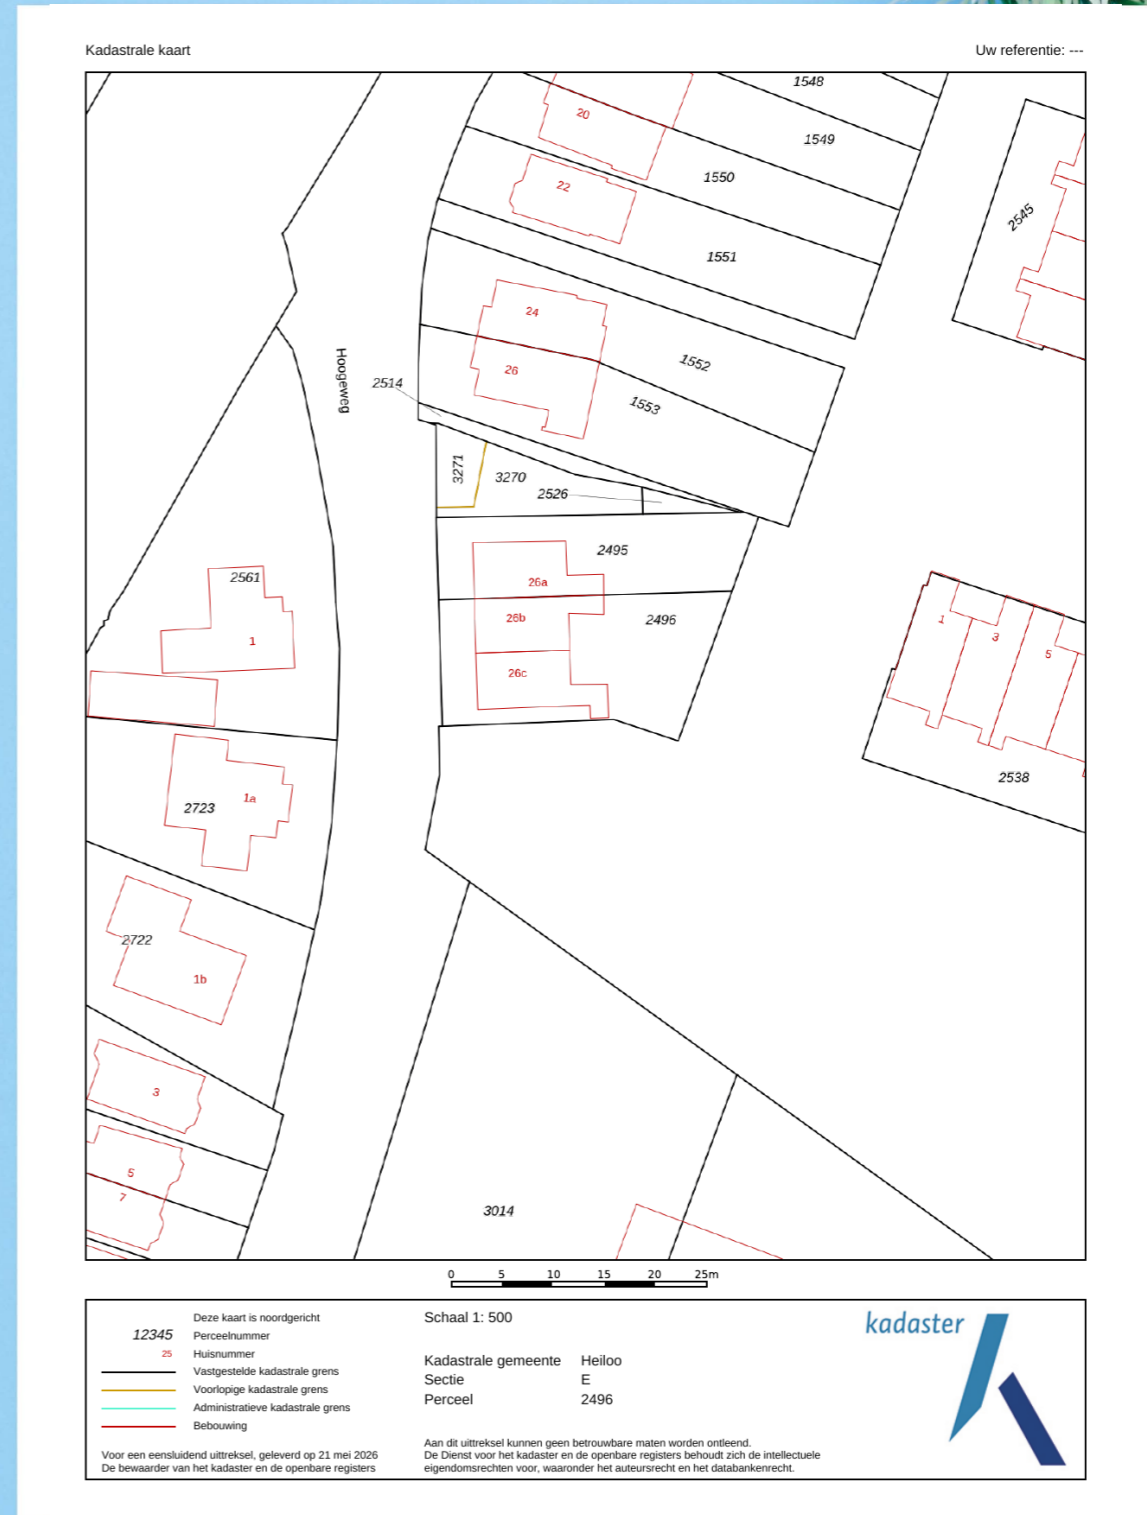 Kadastrale kaart
Uw referentie: ---
1548
20
1549
1550
22
2545
1551
24
1552
Hoogeweg
26
2514
1553
3271
3270
2526
2495
2561
26a
26b
2496
1
1
3
26c
5
2538
1a
2723
2722
1b
3
5
7
3014
0 5 10 15 20 25m
Deze kaart is noordgericht
12345 Perceelnummer
25 Huisnummer
Vastgestelde kadastrale grens
Voorlopige kadastrale grens
Administratieve kadastrale grens
Bebouwing
Voor een eensluidend uittreksel, geleverd op 21 mei 2026
De bewaarder van het kadaster en de openbare registers
Schaal 1: 500
Kadastrale gemeente Heiloo
Sectie E
Perceel 2496
Aan dit uittreksel kunnen geen betrouwbare maten worden ontleend.
De Dienst voor het kadaster en de openbare registers behoudt zich de intellectuele
eigendomsrechten voor, waaronder het auteursrecht en het databankenrecht.
kadaster